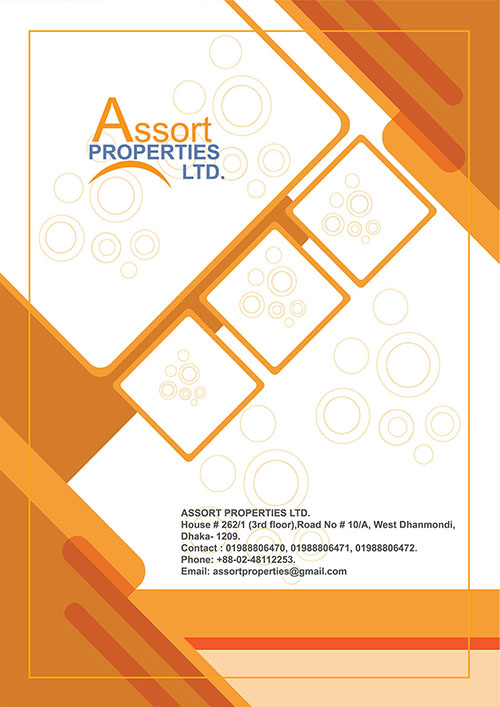 Assort
PROPERTIES
LTD.
ASSORT PROPERTIES LTD.
House # 262/1 (3rd floor),Road No # 10/A, West Dhanmondi,
Dhaka- 1209.
Contact : 01988806470, 01988806471, 01988806472.
Phone: +88-02-48112253.
Email: assortproperties@gmail.com